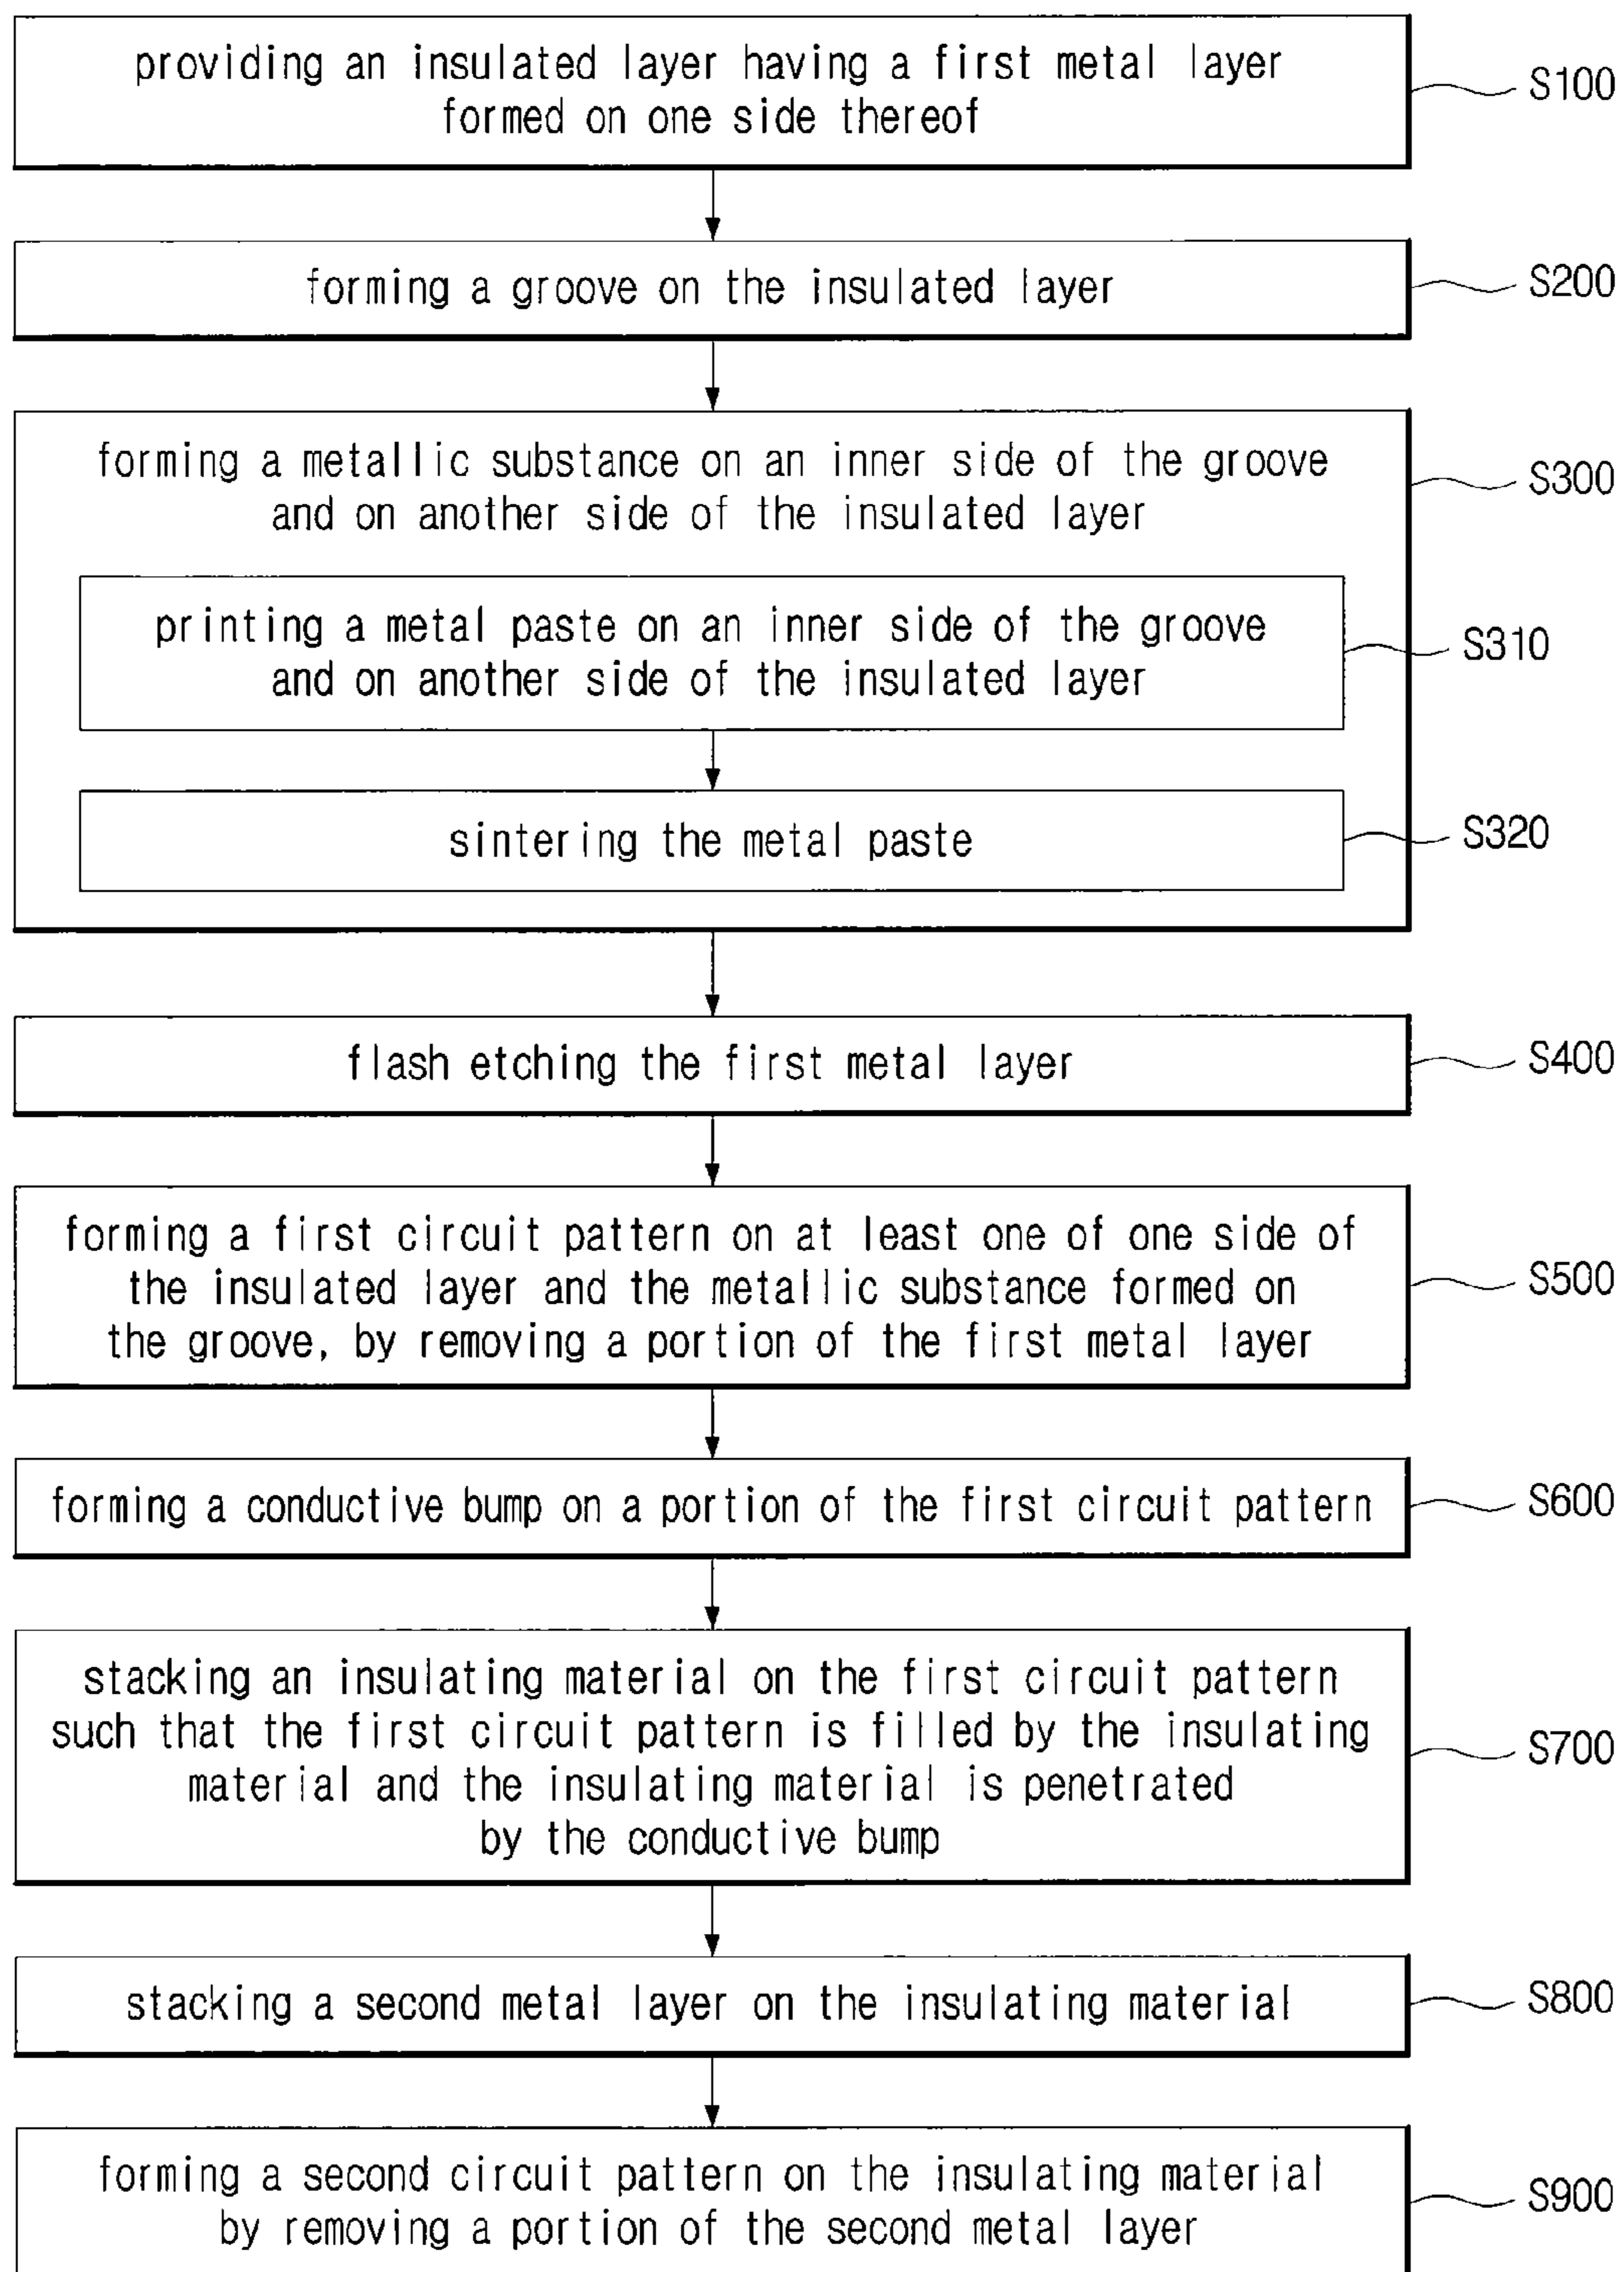 providing an insulated layer having a first metal layer
formed on one side thereof
S100
forming a groove on the insulated layer
S200
forming a metallic substance on an inner side of the groove
and on another side of the insulated layer
S300
printing a metal paste on an inner side of the groove
and on another side of the insulated layer
S310
sintering the metal paste
S320
flash etching the first metal layer
S400
forming a first circuit pattern on at least one of one side of
the insulated layer and the metallic substance formed on
the groove, by removing a portion of the first metal layer
S500
forming a conductive bump on a portion of the first circuit pattern
S600
stacking an insulating material on the first circuit pattern
such that the first circuit pattern is filled by the insulating
material and the insulating material is penetrated
by the conductive bump
S700
stacking a second metal layer on the insulating material
S800
forming a second circuit pattern on the insulating material
by removing a portion of the second metal layer
S900